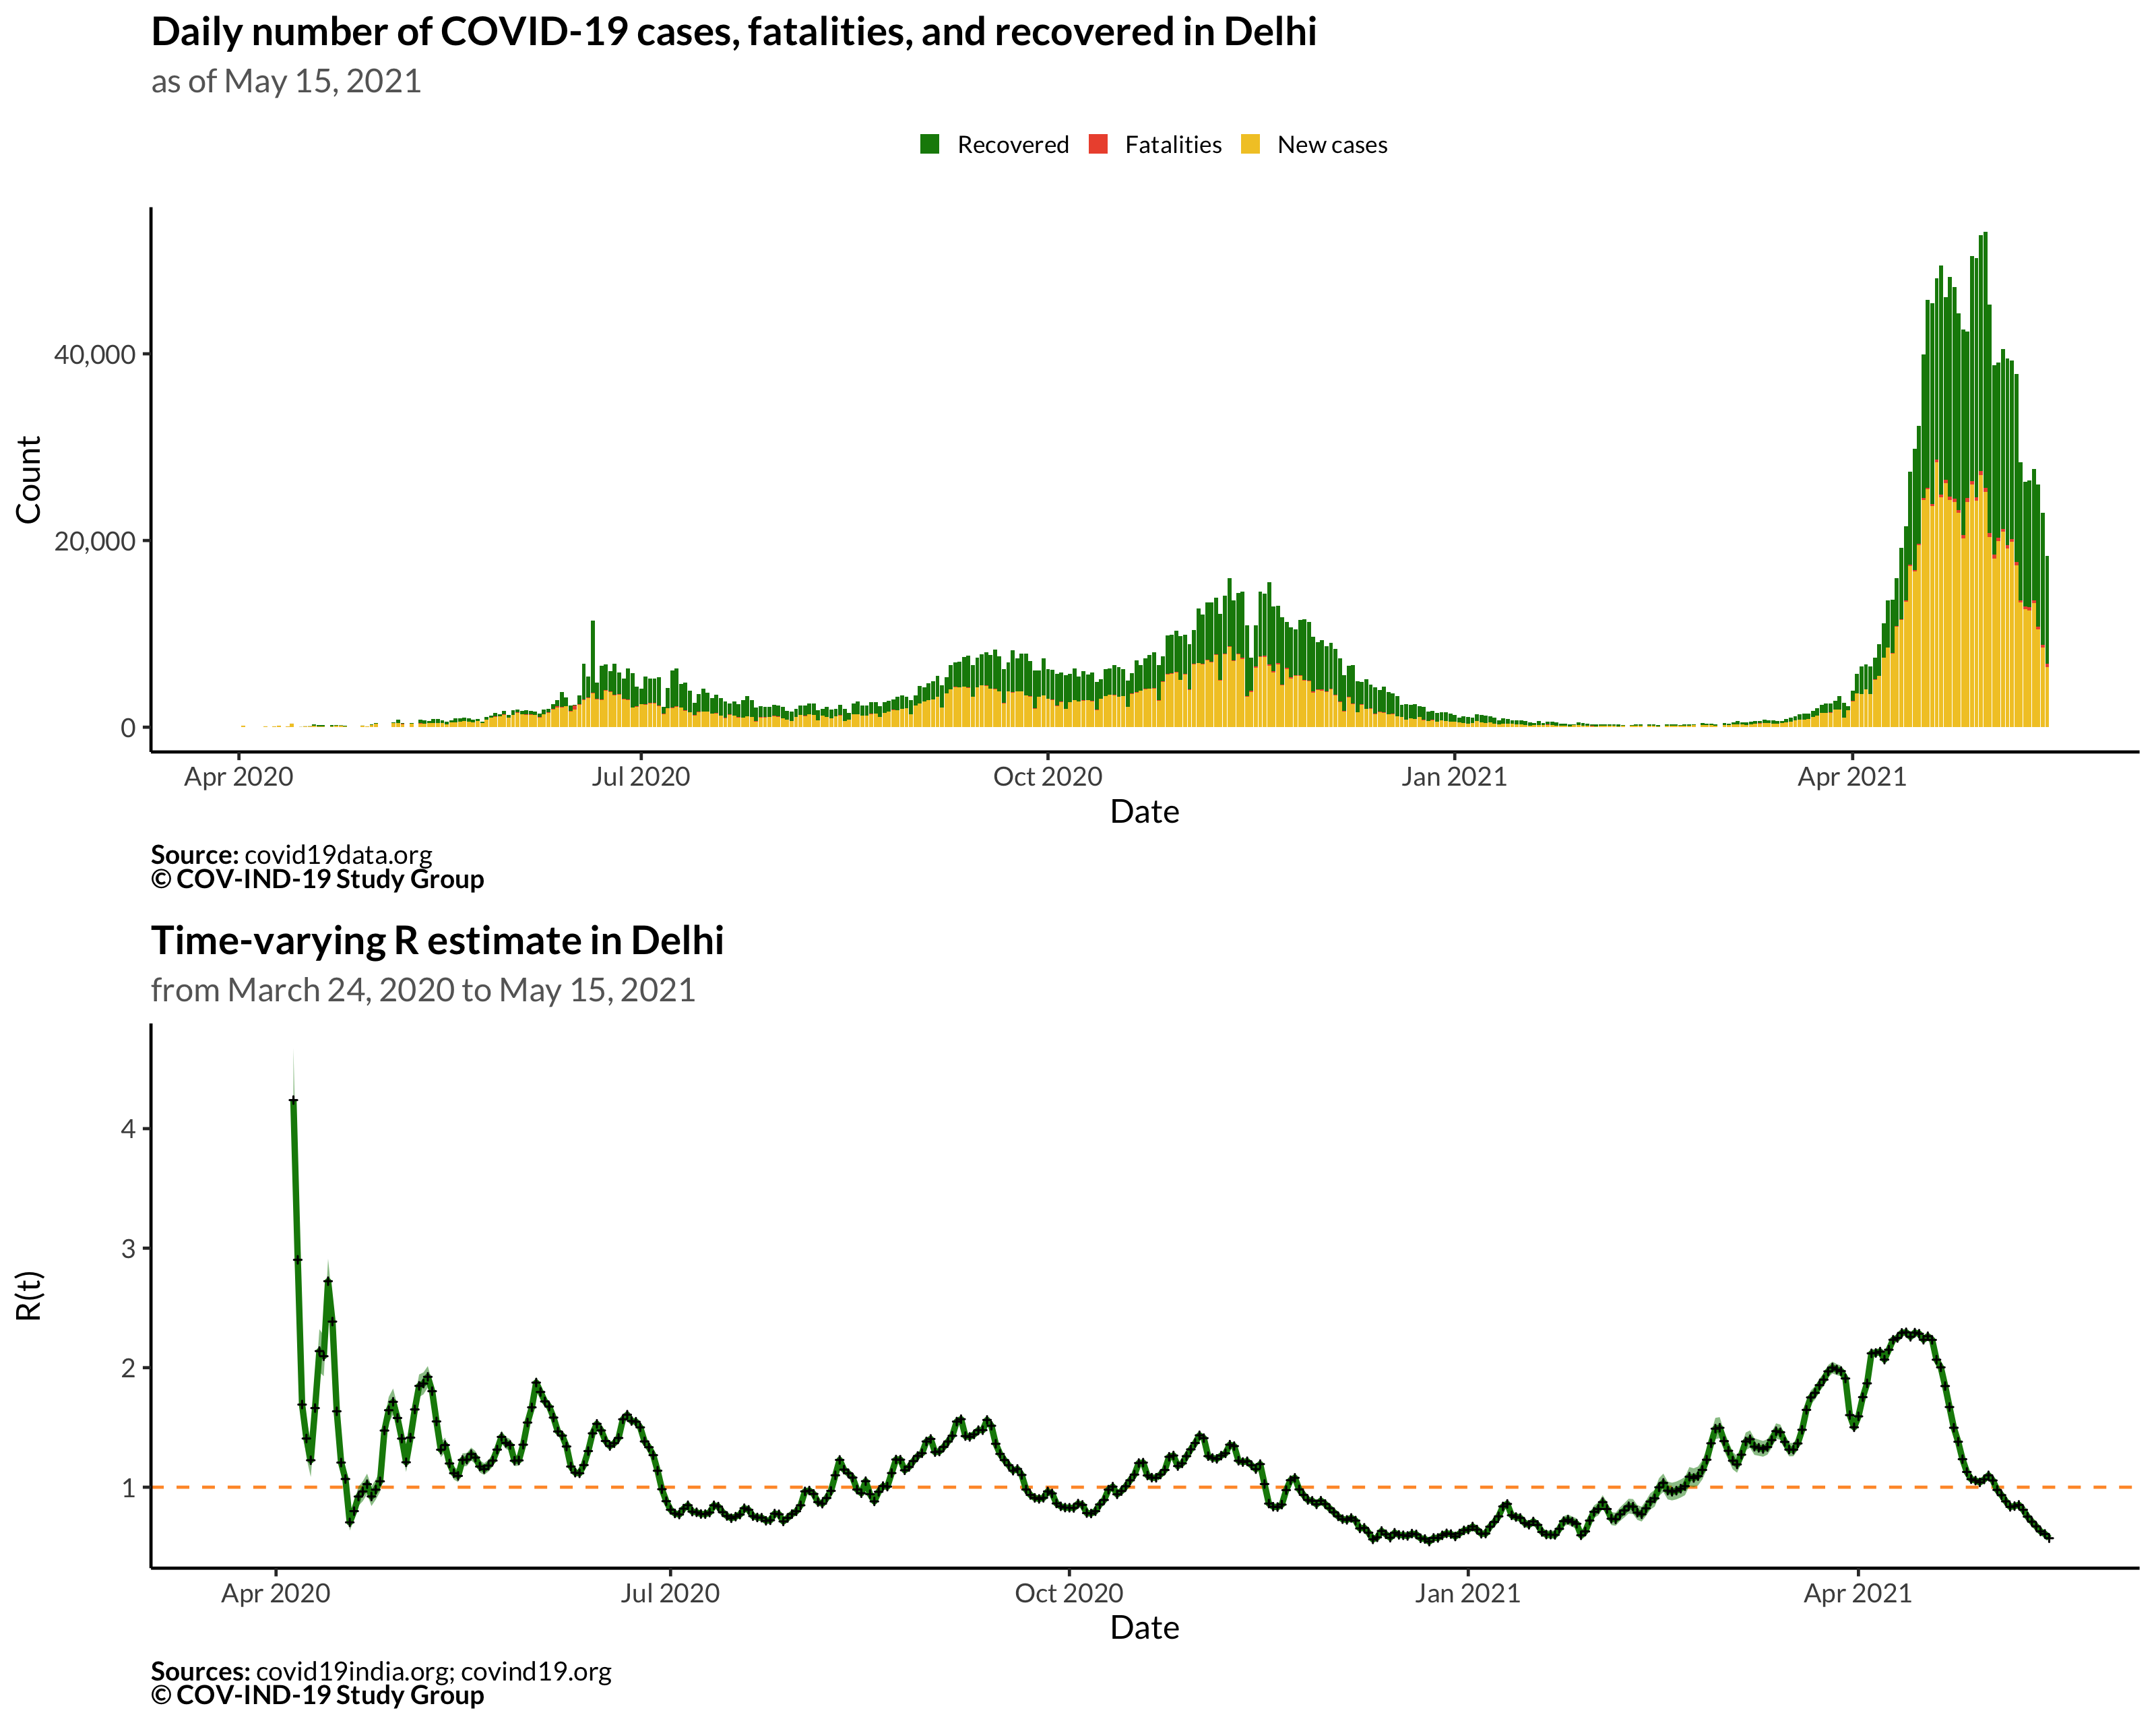 Daily number of COVID-19 cases, fatalities, and recovered in Delhi
as of May 15, 2021
Recovered Fatalities New cases
Count
40,000
20,000
0
Apr 2020 Jul 2020 Oct 2020 Jan 2021 Apr 2021
Date
Source: covid19data.org
© COV-IND-19 Study Group
Time-varying R estimate in Delhi
from March 24, 2020 to May 15, 2021
R(t)
4
3
2
1
Apr 2020 Jul 2020 Oct 2020 Jan 2021 Apr 2021
Date
Sources: covid19india.org; covind19.org
© COV-IND-19 Study Group